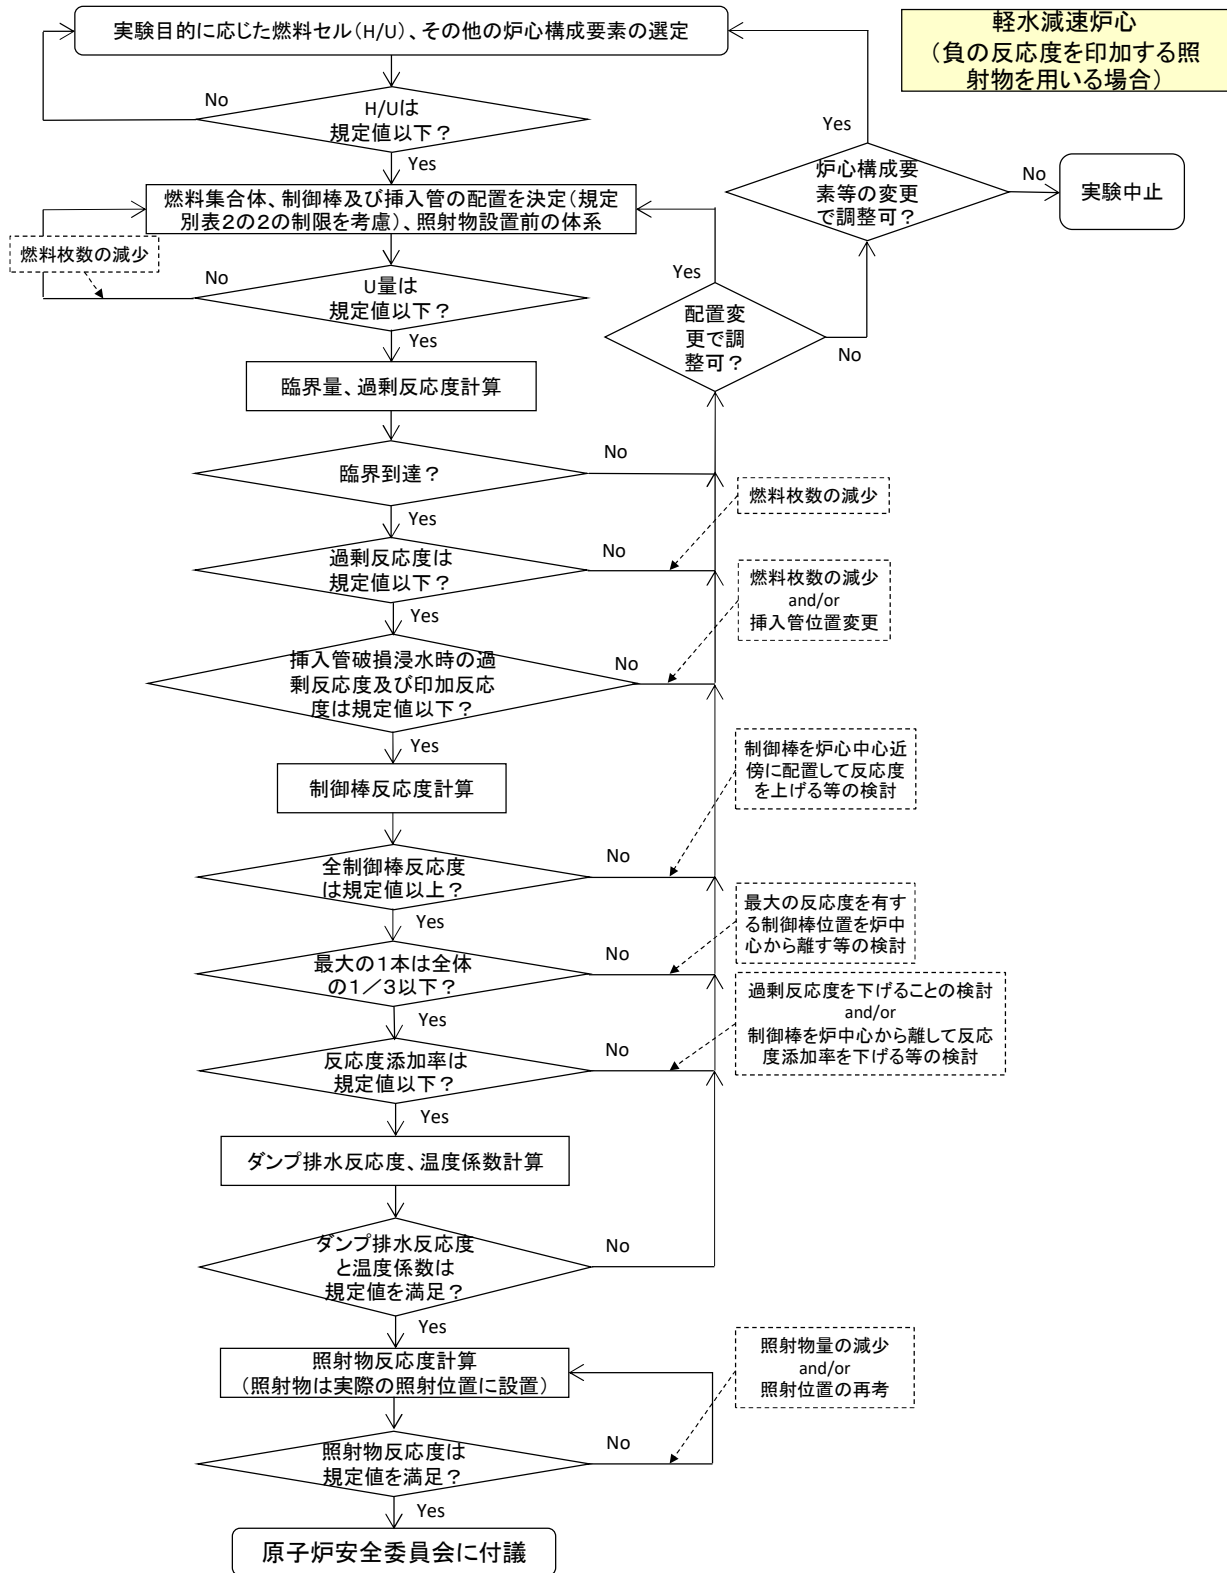 実験目的に応じた燃料セル（H/U）、その他の炉心構成要素の選定
軽水減速炉心
（負の反応度を印加する照
射物を用いる場合）
No
H/Uは
規定値以下？
Yes
Yes
炉心構成要
素等の変更
で調整可？
No
実験中止
燃料集合体、制御棒及び挿入管の配置を決定（規定
別表２の２の制限を考慮）、照射物設置前の体系
燃料枚数の減少
No
U量は
規定値以下？
Yes
Yes
配置変
更で調
整可？
No
臨界量、過剰反応度計算
臨界到達？
No
Yes
燃料枚数の減少
過剰反応度は
規定値以下？
No
Yes
燃料枚数の減少
and/or
挿入管位置変更
挿入管破損浸水時の過
剰反応度及び印加反応
度は規定値以下？
No
Yes
制御棒反応度計算
制御棒を炉心中心近
傍に配置して反応度
を上げる等の検討
全制御棒反応度
は規定値以上？
No
Yes
最大の反応度を有す
る制御棒位置を炉中
心から離す等の検討
最大の１本は全体
の１／３以下？
No
Yes
過剰反応度を下げることの検討
and/or
制御棒を炉中心から離して反応
度添加率を下げる等の検討
反応度添加率は
規定値以下？
No
Yes
ダンプ排水反応度、温度係数計算
ダンプ排水反応度
と温度係数は
規定値を満足？
No
Yes
照射物反応度計算
（照射物は実際の照射位置に設置）
照射物量の減少
and/or
照射位置の再考
照射物反応度は
規定値を満足？
No
Yes
原子炉安全委員会に付議